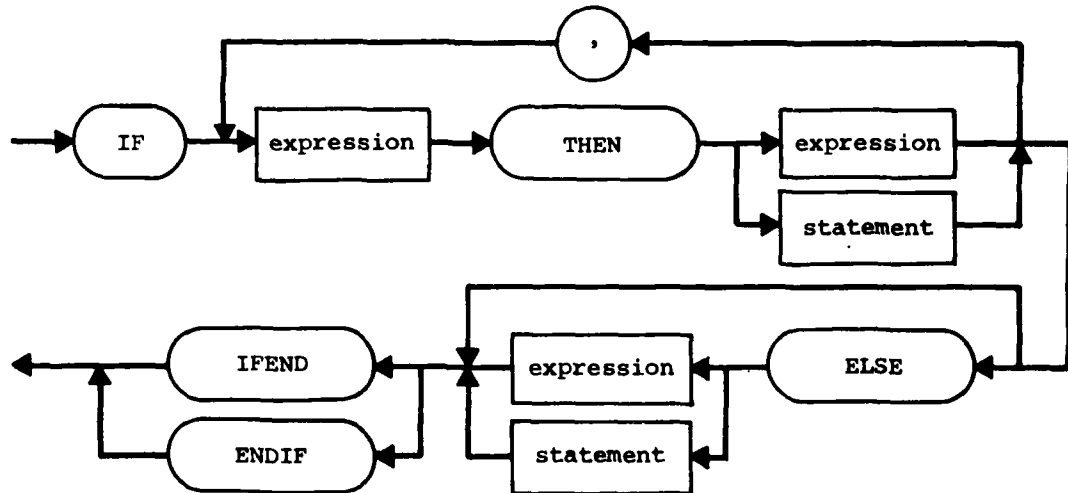 ,
IF
expression
THEN
expression
statement
IFEND
expression
ELSE
ENDIF
statement